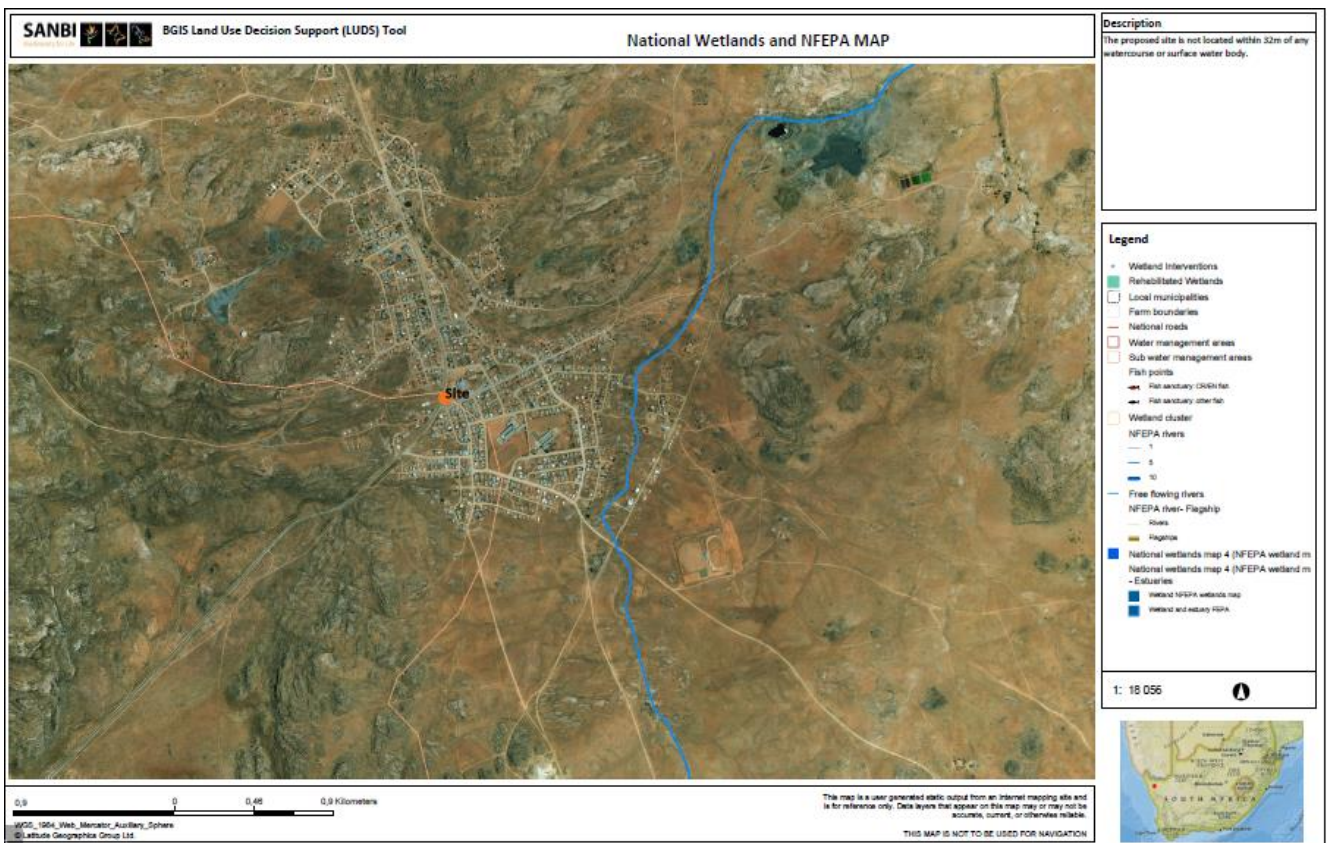 SANBI
BGIS Land Use Decision Support (LUDS) Tool
National Wetlands and NFEPA MAP
Description
The proposed site is not located within 32m of any
watercourse or surface water body.
Site
Legend
Wetland Interventions
Rehabilitated Wetlands
Local municipalities
Farm boundaries
National roads
Water management areas
Sub water management areas
Fish points
Fish sanctuary: CR/EN fish
Fish sanctuary: other fish
Wetland cluster
NFEPA rivers
1
5
10
Free flowing rivers
NFEPA river- Flagship
Rivers
Flagships
National wetlands map 4 (NFEPA wetland m
National wetlands map 4 (NFEPA wetland m
- Estuaries
Wetland NFEPA wetlands map
Wetland and estuary FEPA
1: 18 056
SOUTH AFRICA
0,9
0
0,46
0,9 Kilometers
WGS_1984_Web_Mercator_Auxiliary_Sphere
© Latitude Geographics Group Ltd.
This map is a user generated static output from an Internet mapping site and
is for reference only. Data layers that appear on this map may or may not be
accurate, current, or otherwise reliable.
THIS MAP IS NOT TO BE USED FOR NAVIGATION